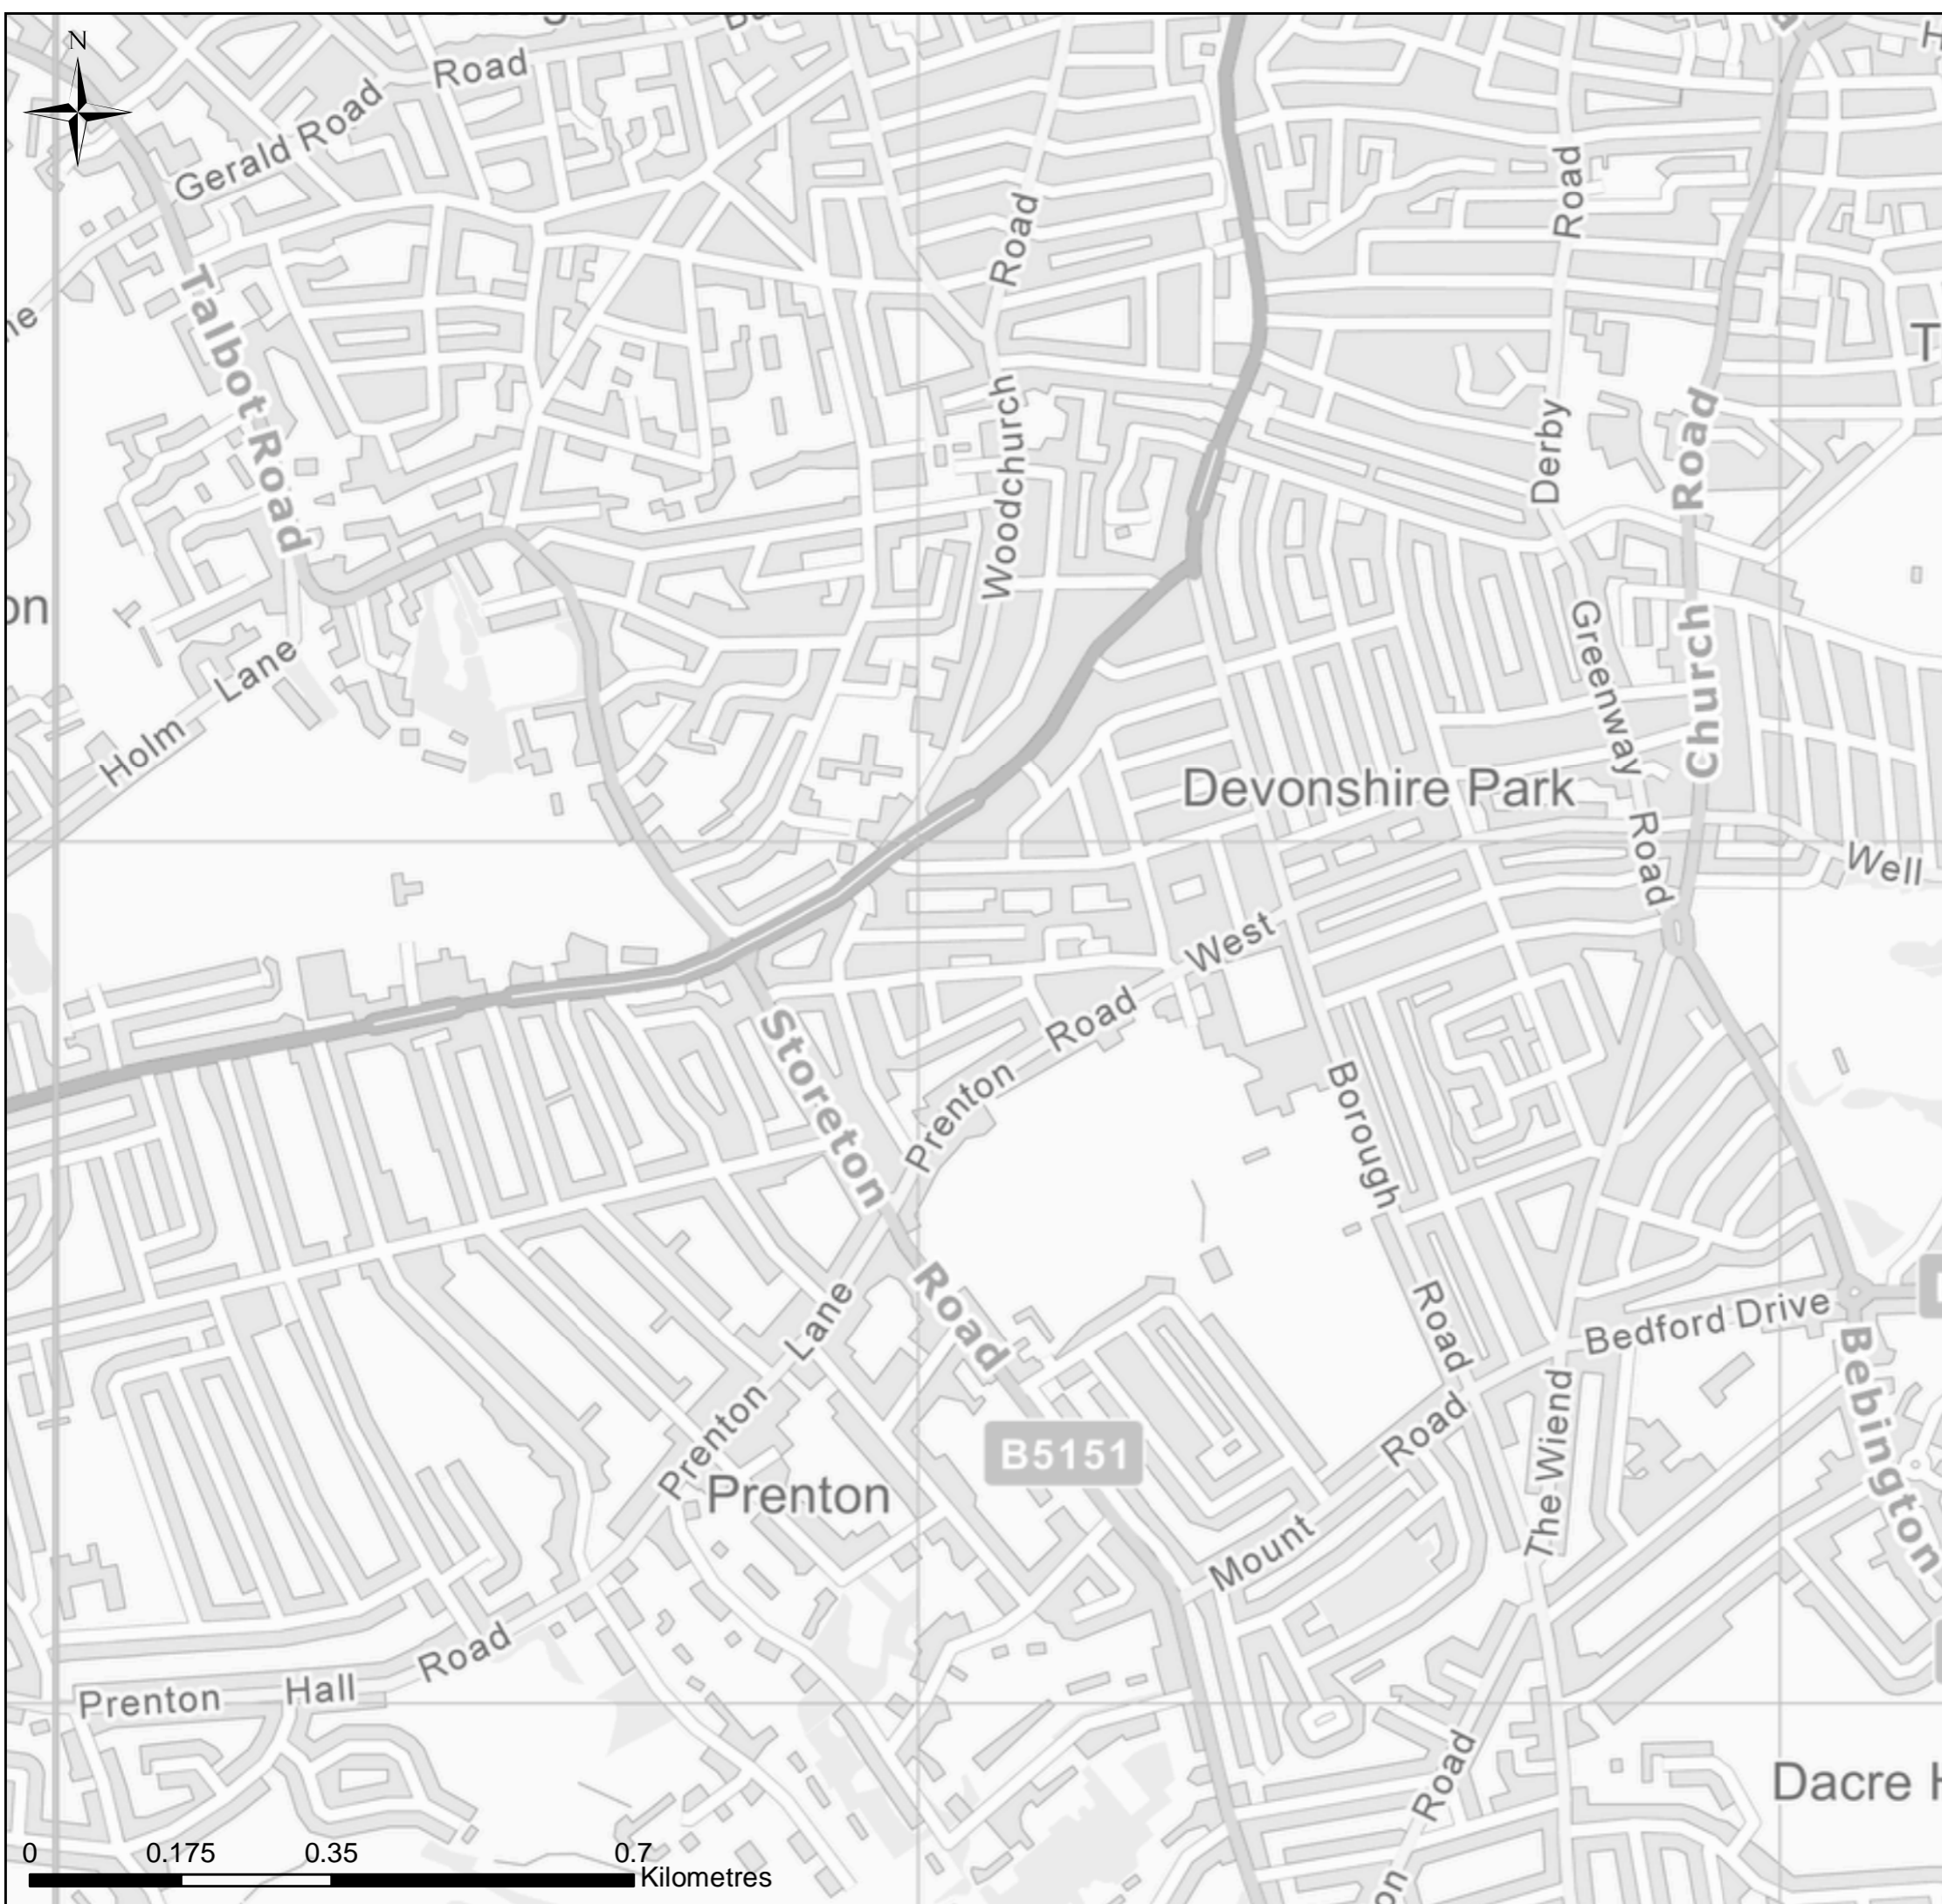 N
Road
Gerald Road
Road
Road
Talbot Road
Woodchurch
Derby
Church Road
Greenway
Road
Holm Lane
Devonshire Park
Well
West
Road
Prenton
Storeton
Road
Borough
Road
Bedford Drive
Bebington
Prenton Lane
Prenton
B5151
Mount Road
The Wiend
Prenton Hall Road
Road
Dacre
0 0.175 0.35 0.7
Kilometres